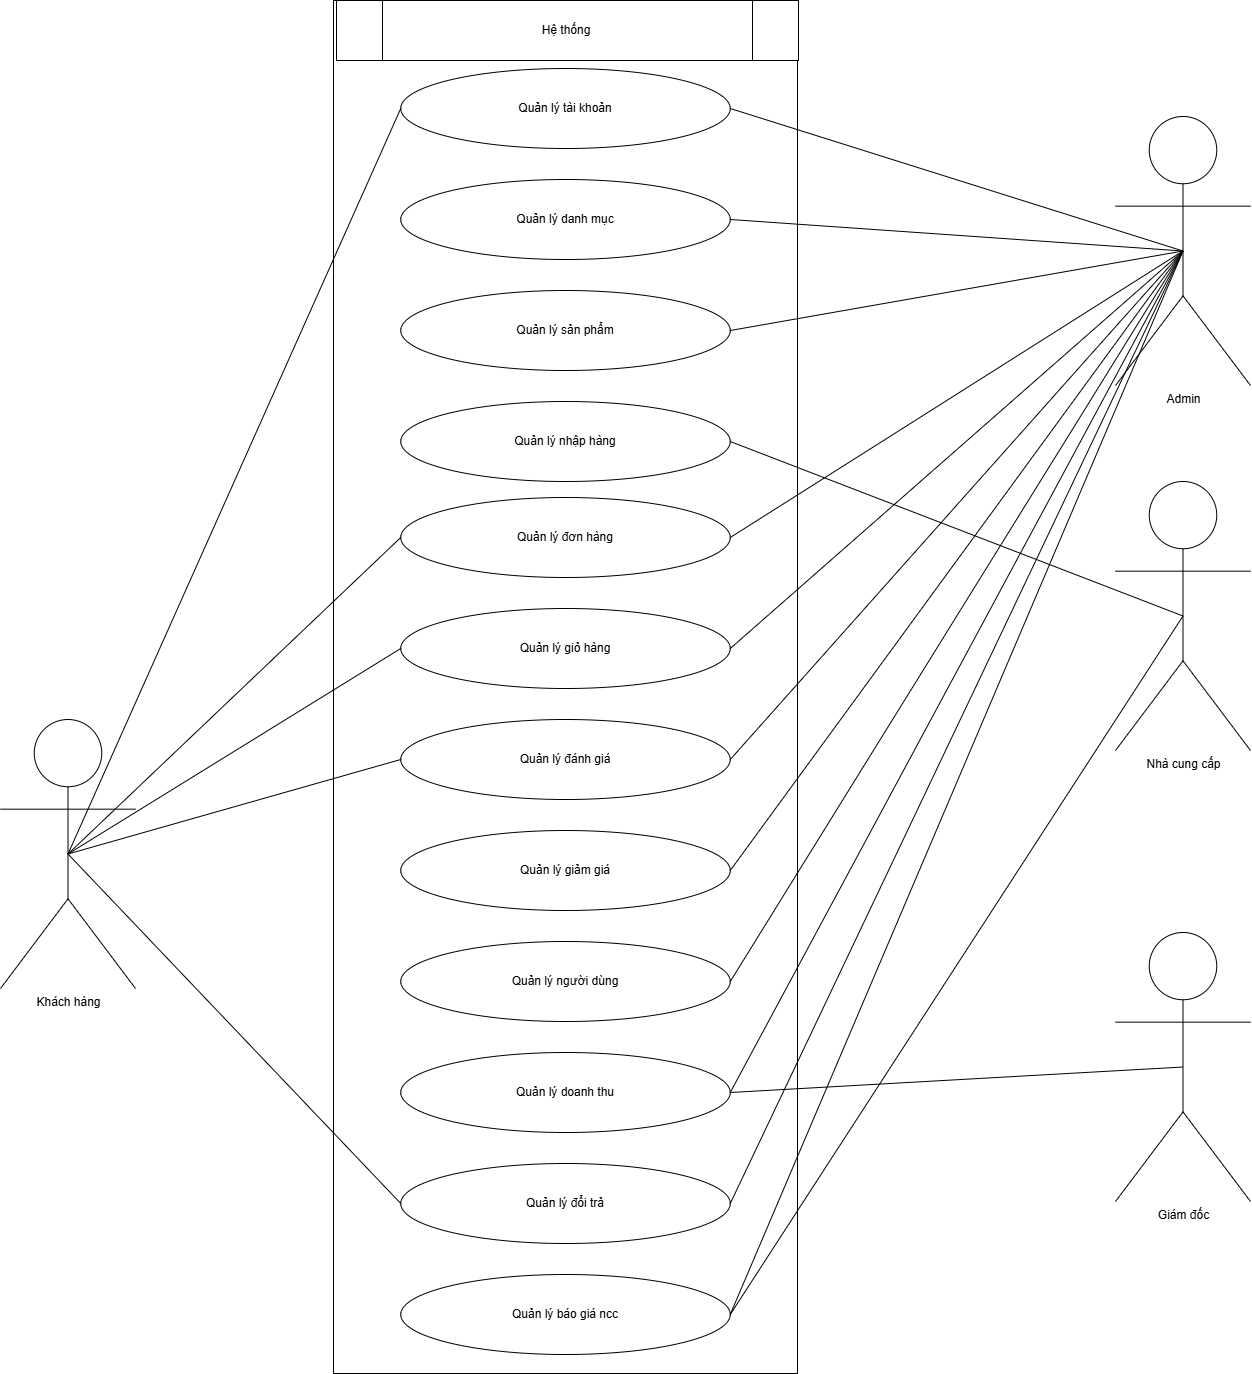 Hệ thống
Quản lý tài khoản
Quản lý danh mục
Quản lý sản phẩm
Admin
Quản lý nhập hàng
Quản lý đơn hàng
Quản lý giỏ hàng
Quản lý đánh giá
Nhà cung cấp
Quản lý giảm giá
Quản lý người dùng
Khách hàng
Quản lý doanh thu
Quản lý đổi trả
Giám đốc
Quản lý báo giá ncc